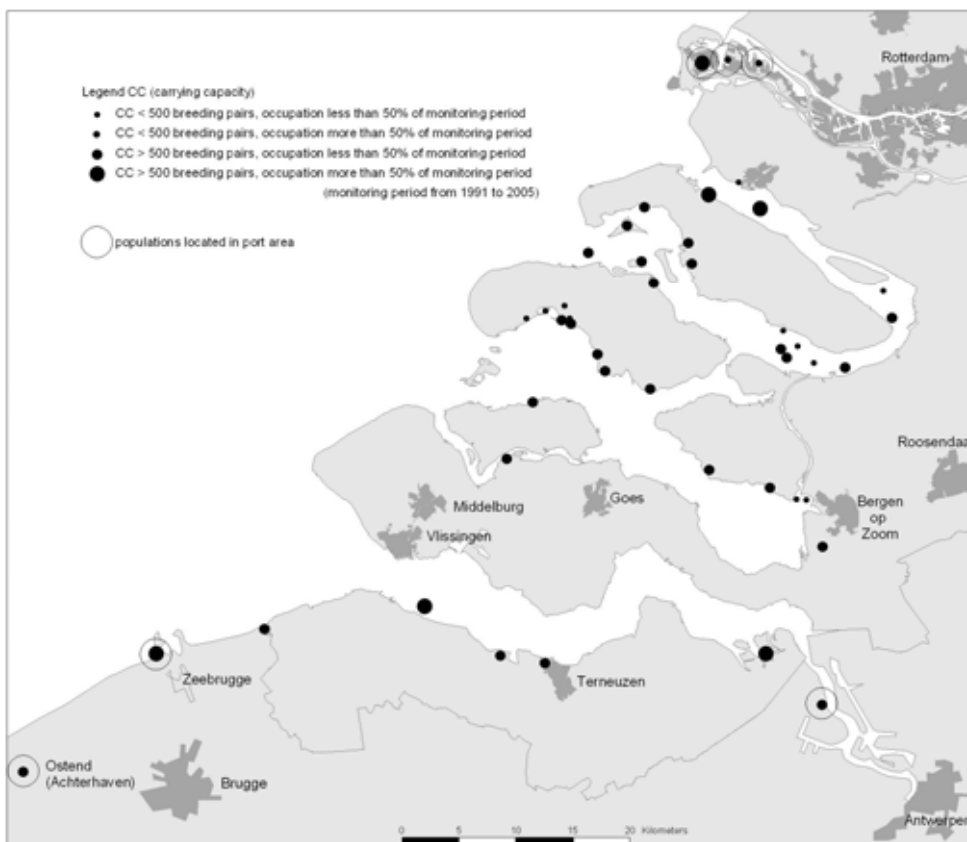 Rotterdam
Legend CC (carrying capacity)
CC < 500 breeding pairs, occupation less than 50% of monitoring period
CC < 500 breeding pairs, occupation more than 50% of monitoring period
CC > 500 breeding pairs, occupation less than 50% of monitoring period
CC > 500 breeding pairs, occupation more than 50% of monitoring period
(monitoring period from 1991 to 2005)
populations located in port area
Roosendaa
Middelburg
Goes
Bergen
op
Zoom
Vlissingen
Zeebrugge
Terneuzen
Ostend
(Achterhaven)
Brugge
Antwerpen
0 5 10 15 20 Kilometers